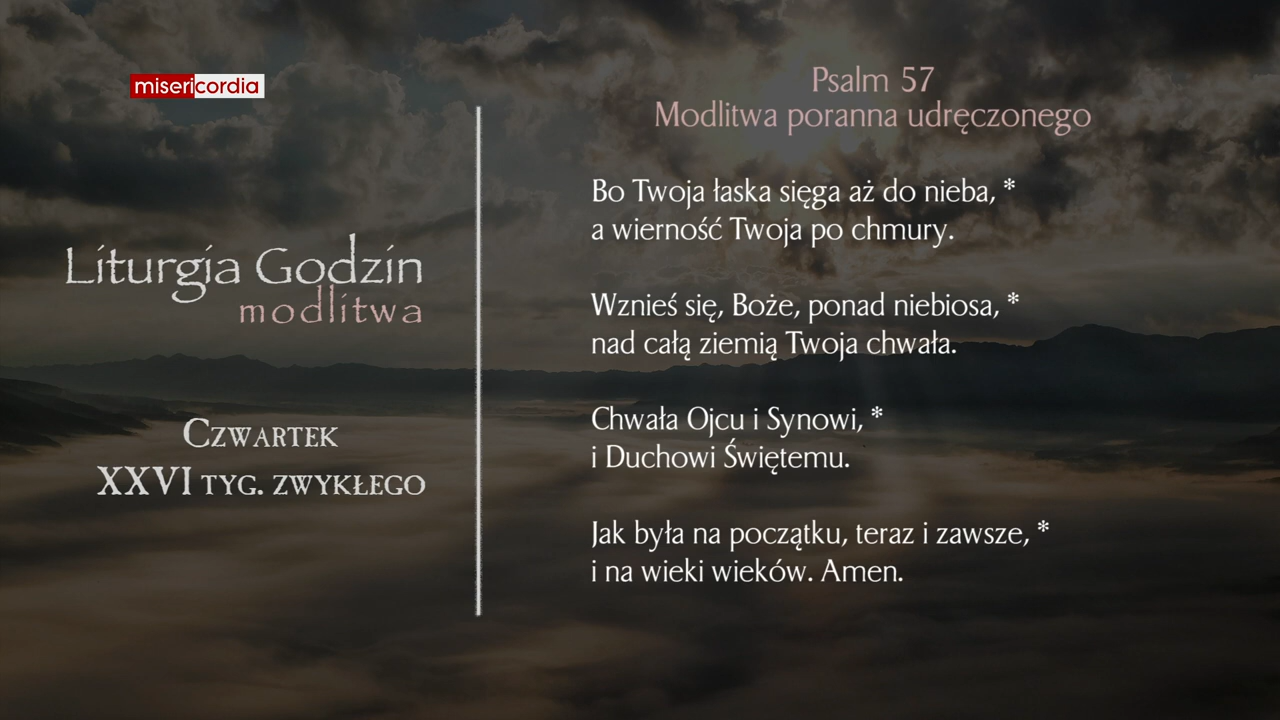 misericordia
Liturgia Godzin
modlitwa
Czwartek
XXVI tyg. zwykłego
Psalm 57
Modlitwa poranna udręczonego
Bo Twoja łaska sięga aż do nieba, *
a wierność Twoja po chmury.
Wznieś się, Boże, ponad niebiosa, *
nad całą ziemią Twoja chwała.
Chwała Ojcu i Synowi, *
i Duchowi Świętemu.
Jak była na początku, teraz i zawsze, *
i na wieki wieków. Amen.